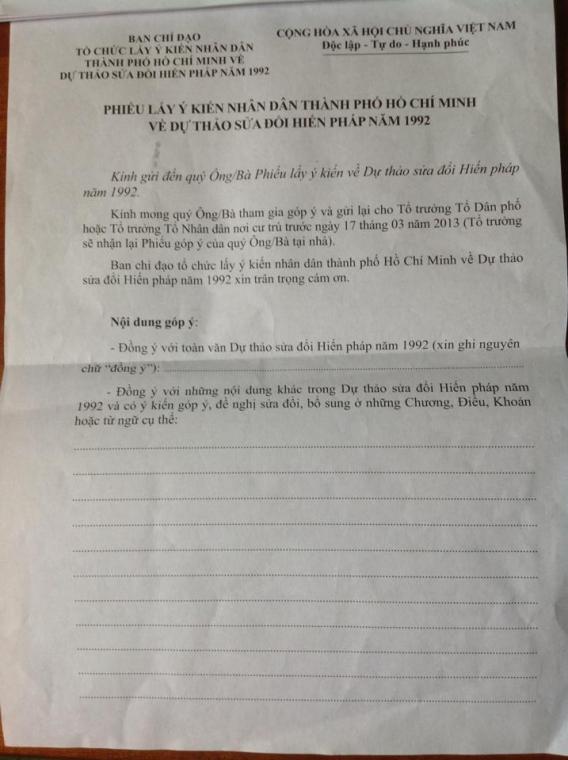 BAN CHỈ ĐẠO
TỔ CHỨC LẤY Ý KIẾN NHÂN DÂN
THÀNH PHỐ HỒ CHÍ MINH VỀ
DỰ THẢO SỬA ĐỔI HIẾN PHÁP NĂM 1992
CỘNG HÒA XÃ HỘI CHỦ NGHĨA VIỆT NAM
Độc lập - Tự do - Hạnh phúc
PHIẾU LẤY Ý KIẾN NHÂN DÂN THÀNH PHỐ HỒ CHÍ MINH
VỀ DỰ THẢO SỬA ĐỔI HIẾN PHÁP NĂM 1992
Kính gửi đến quý Ông/Bà Phiếu lấy ý kiến về Dự thảo sửa đổi Hiến pháp
năm 1992.
Kính mong quý Ông/Bà tham gia góp ý và gửi lại cho Tổ trưởng Tổ Dân phố
hoặc Tổ trưởng Tổ Nhân dân nơi cư trú trước ngày 17 tháng 03 năm 2013 (Tổ trưởng
sẽ nhận lại Phiếu góp ý của quý Ông/Bà tại nhà).
Ban chỉ đạo tổ chức lấy ý kiến nhân dân thành phố Hồ Chí Minh về Dự thảo
sửa đổi Hiến pháp năm 1992 xin trân trọng cám ơn.
Nội dung góp ý:
- Đồng ý với toàn văn Dự thảo sửa đổi Hiến pháp năm 1992 (xin ghi nguyên
chữ "đồng ý"):
- Đồng ý với những nội dung khác trong Dự thảo sửa đổi Hiến pháp năm
1992 và có ý kiến góp ý, đề nghị sửa đổi, bổ sung ở những Chương, Điều, Khoản
hoặc từ ngữ cụ thể: